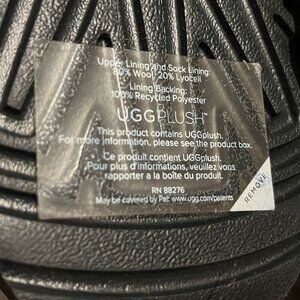 Upper Lining and Sock Lining:
80% Wool, 20% Lyocell
Lining Backing:
100% Recycled Polyester
UGGPLUSH™
This product contains UGGplush.
For more information, please see the product box.
Ce produit contient UGGplush.
Pour plus d'informations, veuillez vous
rapporter a la boîte du produit.
RN 88276
May be covered by Pat: www.ugg.com/patents
REMOVE